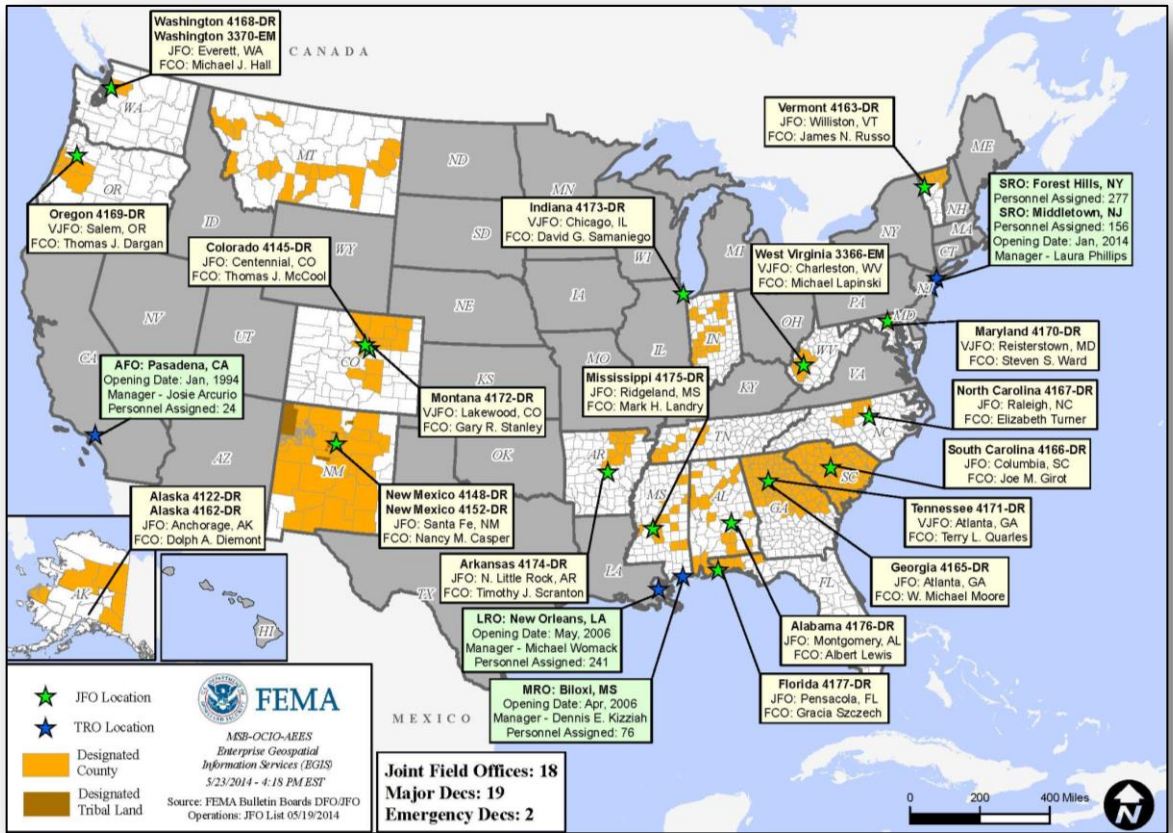 Washington 4168-DR
Washington 3370-EM
JFO: Everett, WA
FCO: Michael J. Hall
CANADA
Vermont 4163-DR
JFO: Williston, VT
FCO: James N. Russo
WA
MT
ND
MN
ME
OR
ID
WY
SD
WI
MI
NY
NH
MA
CT
SRO: Forest Hills, NY
Personnel Assigned: 277
SRO: Middletown, NJ
Personnel Assigned: 156
Opening Date: Jan, 2014
Manager - Laura Phillips
Oregon 4169-DR
VJFO: Salem, OR
FCO: Thomas J. Dargan
Colorado 4145-DR
JFO: Centennial, CO
FCO: Thomas J. McCool
Indiana 4173-DR
VJFO: Chicago, IL
FCO: David G. Samaniego
West Virginia 3366-EM
VJFO: Charleston, WV
FCO: Michael Lapinski
PA
NJ
NV
UT
NE
IA
IL
IN
OH
WV
MD
VA
CA
CO
KS
MO
KY
Maryland 4170-DR
VJFO: Reisterstown, MD
FCO: Steven S. Ward
AFO: Pasadena, CA
Opening Date: Jan, 1994
Manager - Josie Arcurio
Personnel Assigned: 24
Montana 4172-DR
VJFO: Lakewood, CO
FCO: Gary R. Stanley
Mississippi 4175-DR
JFO: Ridgeland, MS
FCO: Mark H. Landry
North Carolina 4167-DR
JFO: Raleigh, NC
FCO: Elizabeth Turner
AZ
NM
OK
AR
TN
NC
MS
AL
GA
SC
South Carolina 4166-DR
JFO: Columbia, SC
FCO: Joe M. Girot
Alaska 4122-DR
Alaska 4162-DR
JFO: Anchorage, AK
FCO: Dolph A. Diemont
New Mexico 4148-DR
New Mexico 4152-DR
JFO: Santa Fe, NM
FCO: Nancy M. Casper
Tennessee 4171-DR
VJFO: Atlanta, GA
FCO: Terry L. Quarles
Arkansas 4174-DR
JFO: N. Little Rock, AR
FCO: Timothy J. Scranton
Georgia 4165-DR
JFO: Atlanta, GA
FCO: W. Michael Moore
AK
HI
TX
LA
FL
LRO: New Orleans, LA
Opening Date: May, 2006
Manager - Michael Womack
Personnel Assigned: 241
Alabama 4176-DR
JFO: Montgomery, AL
FCO: Albert Lewis
MRO: Biloxi, MS
Opening Date: Apr, 2006
Manager - Dennis E. Kizziah
Personnel Assigned: 76
Florida 4177-DR
JFO: Pensacola, FL
FCO: Gracia Szczech
MEXICO
JFO Location
TRO Location
Designated
County
Designated
Tribal Land
FEMA
MSB-OCIO-AEES
Enterprise Geospatial
Information Services (EGIS)
5/23/2014 - 4:18 PM EST
Source: FEMA Bulletin Boards DFO/JFO
Operations: JFO List 05/19/2014
Joint Field Offices: 18
Major Decs: 19
Emergency Decs: 2
0 200 400 Miles
N